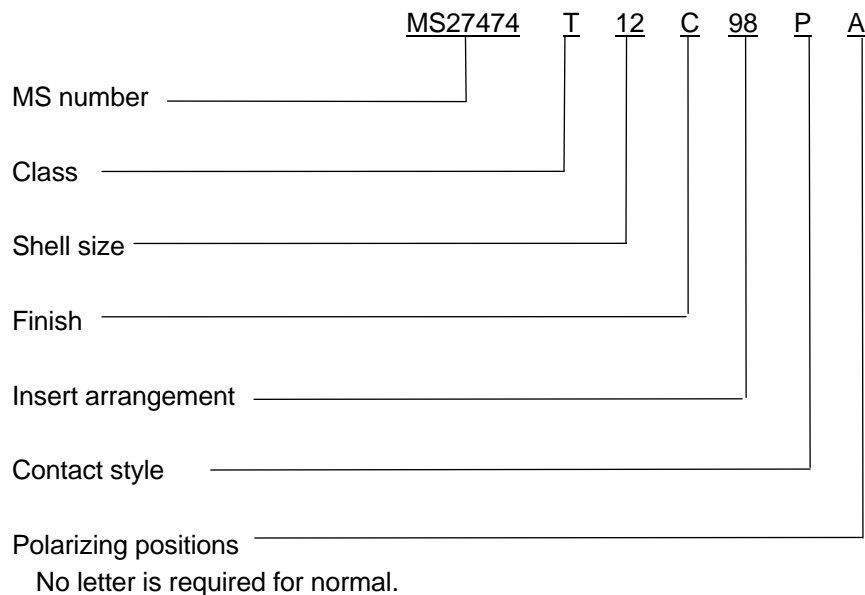 MS27474 T 12 C 98 P A
MS number
Class
Shell size
Finish
Insert arrangement
Contact style
Polarizing positions
No letter is required for normal.